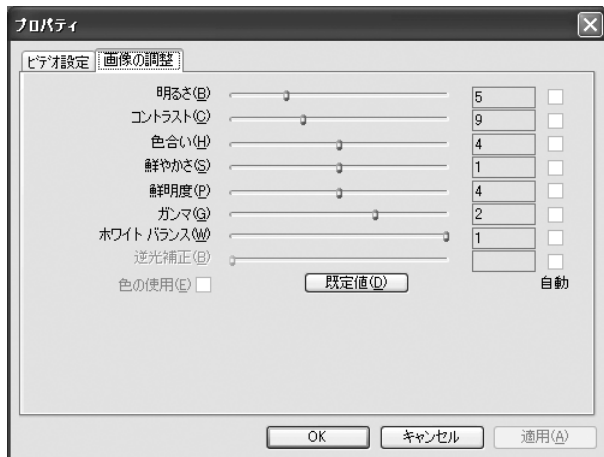 プロパティ
ビデオ設定 画像の調整
明るさ(B) 5
コントラスト(C) 9
色合い(H) 4
鮮やかさ(S) 1
鮮明度(P) 4
ガンマ(G) 2
ホワイト バランス(W) 1
逆光補正(B)
色の使用(E) 既定値(D) 自動
OK キャンセル 適用(A)